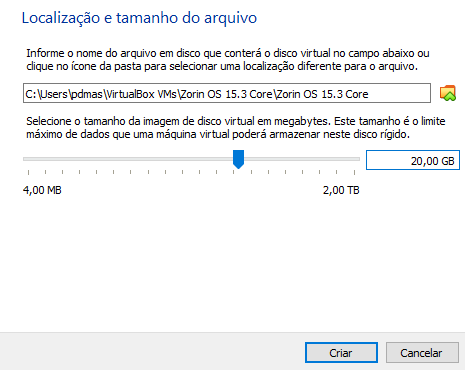 Localização e tamanho do arquivo
Informe o nome do arquivo em disco que conterá o disco virtual no campo abaixo ou
clique no ícone da pasta para selecionar uma localização diferente para o arquivo.
C:\Users\pdmas\VirtualBox VMs\Zorin OS 15.3 Core\Zorin OS 15.3 Core
Selecione o tamanho da imagem de disco virtual em megabytes. Este tamanho é o limite
máximo de dados que uma máquina virtual poderá armazenar neste disco rígido.
20,00 GB
4,00 MB 2,00 TB
Criar Cancelar